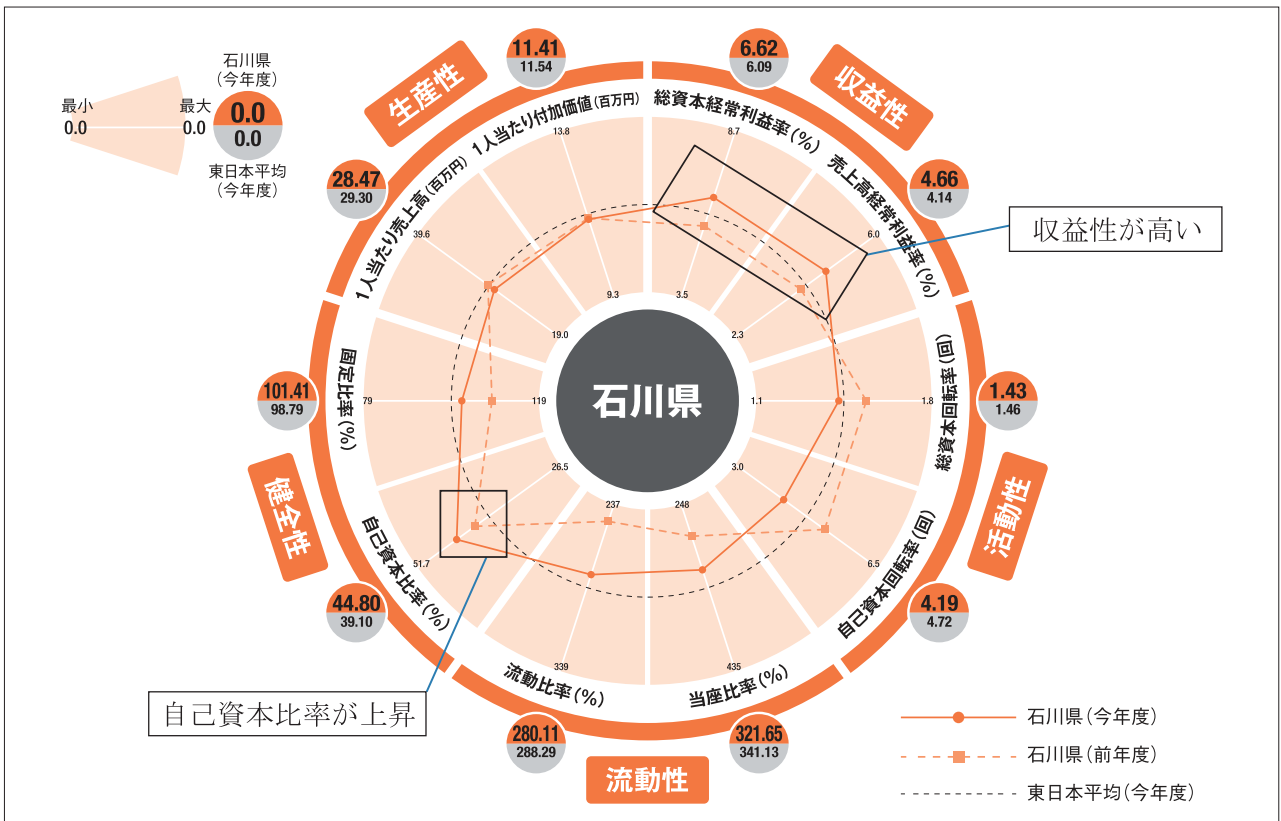 石川県
(今年度)
最小
0.0
最大
0.0
0.0
0.0
東日本平均
(今年度)
生産性
11.41
11.54
1人当たり付加価値(百万円)
13.8
9.3
28.47
29.30
1人当たり売上高(百万円)
39.6
19.0
収益性
6.62
6.09
総資本経常利益率(%)
8.7
3.5
4.66
4.14
売上高経常利益率(%)
6.0
2.3
収益性が高い
活動性
1.43
1.46
総資本回転率(回)
1.8
1.1
4.19
4.72
自己資本回転率(回)
6.5
3.0
流動性
321.65
341.13
当座比率(%)
435
248
280.11
288.29
流動比率(%)
339
237
健全性
44.80
39.10
自己資本比率(%)
51.7
26.5
101.41
98.79
固定比率(%)
79
119
自己資本比率が上昇
石川県
石川県(今年度)
石川県(前年度)
東日本平均(今年度)